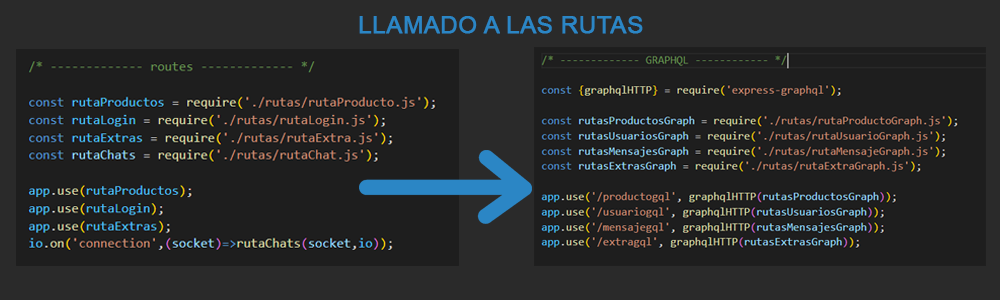 LLAMADO A LAS RUTAS
/* ------------- routes ------------- */
const rutaProductos = require('./rutas/rutaProducto.js');
const rutaLogin = require('./rutas/rutaLogin.js');
const rutaExtras = require('./rutas/rutaExtra.js');
const rutaChats = require('./rutas/rutaChat.js');
app.use(rutaProductos);
app.use(rutaLogin);
app.use(rutaExtras);
io.on('connection',(socket)=>rutaChats(socket,io));
/* ------------- GRAPHQL ------------ */
const {graphqlHTTP} = require('express-graphql');
const rutasProductosGraph = require('./rutas/rutaProductoGraph.js');
const rutasUsuariosGraph = require('./rutas/rutaUsuarioGraph.js');
const rutasMensajesGraph = require('./rutas/rutaMensajeGraph.js');
const rutasExtrasGraph = require('./rutas/rutaExtraGraph.js');
app.use('/productogql', graphqlHTTP(rutasProductosGraph));
app.use('/usuariogql', graphqlHTTP(rutasUsuariosGraph));
app.use('/mensajegql', graphqlHTTP(rutasMensajesGraph));
app.use('/extragql', graphqlHTTP(rutasExtrasGraph));